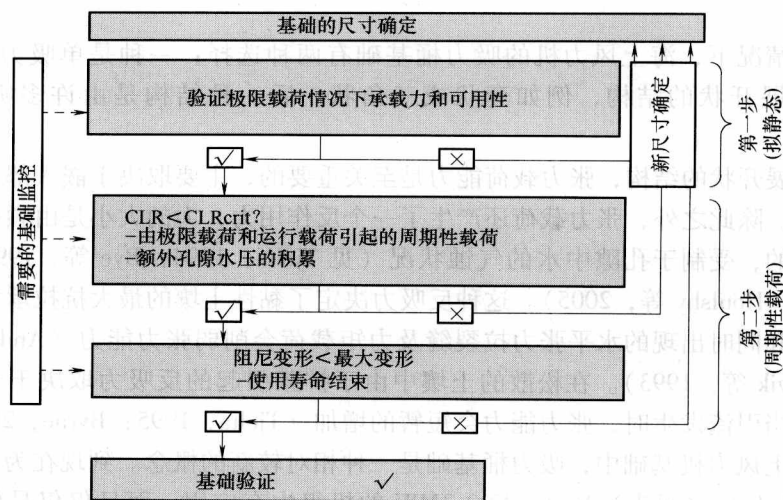 基础的尺寸确定
验证极限载荷情况下承载力和可用性
√
×
CLR<CLRcrit?
-由极限载荷和运行载荷引起的周期性载荷
额外孔隙水压的积累
√
×
阻尼变形<最大变形
-使用寿命结束
√
×
基础验证 √
需要的基础监控
新尺寸确定
第一步
(拟静态)
第二步
(周期性载荷)